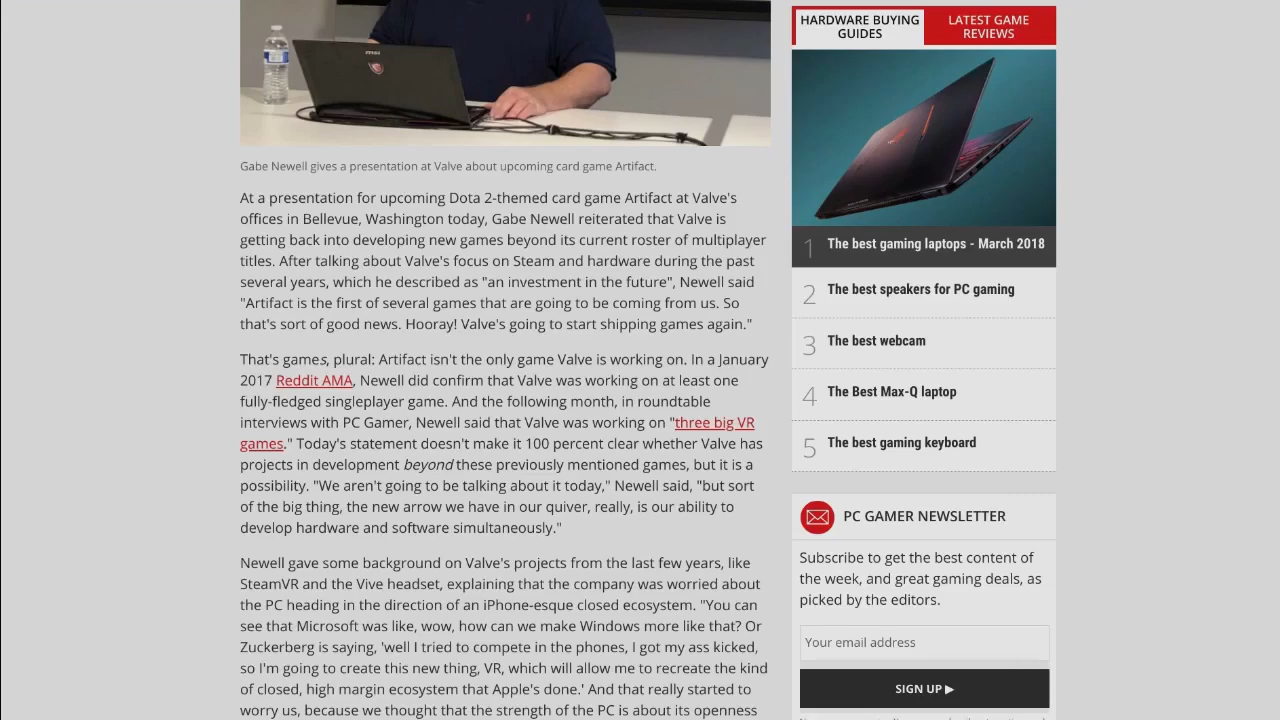 Gabe Newell gives a presentation at Valve about upcoming card game Artifact.
At a presentation for upcoming Dota 2-themed card game Artifact at Valve's
offices in Bellevue, Washington today, Gabe Newell reiterated that Valve is
getting back into developing new games beyond its current roster of multiplayer
titles. After talking about Valve's focus on Steam and hardware during the past
several years, which he described as "an investment in the future", Newell said
"Artifact is the first of several games that are going to be coming from us. So
that's sort of good news. Hooray! Valve's going to start shipping games again."
That's games, plural: Artifact isn't the only game Valve is working on. In a January
2017 Reddit AMA, Newell did confirm that Valve was working on at least one
fully-fledged singleplayer game. And the following month, in roundtable
interviews with PC Gamer, Newell said that Valve was working on "three big VR
games." Today's statement doesn't make it 100 percent clear whether Valve has
projects in development beyond these previously mentioned games, but it is a
possibility. "We aren't going to be talking about it today," Newell said, "but sort
of the big thing, the new arrow we have in our quiver, really, is our ability to
develop hardware and software simultaneously."
Newell gave some background on Valve's projects from the last few years, like
SteamVR and the Vive headset, explaining that the company was worried about
the PC heading in the direction of an iPhone-esque closed ecosystem. "You can
see that Microsoft was like, wow, how can we make Windows more like that? Or
Zuckerberg is saying, 'well I tried to compete in the phones, I got my ass kicked,
so I'm going to create this new thing, VR, which will allow me to recreate the kind
of closed, high margin ecosystem that Apple's done.' And that really started to
worry us, because we thought that the strength of the PC is about its openness
HARDWARE BUYING
GUIDES
LATEST GAME
REVIEWS
1 The best gaming laptops - March 2018
2 The best speakers for PC gaming
3 The best webcam
4 The Best Max-Q laptop
5 The best gaming keyboard
PC GAMER NEWSLETTER
Subscribe to get the best content of
the week, and great gaming deals, as
picked by the editors.
Your email address
SIGN UP ▶